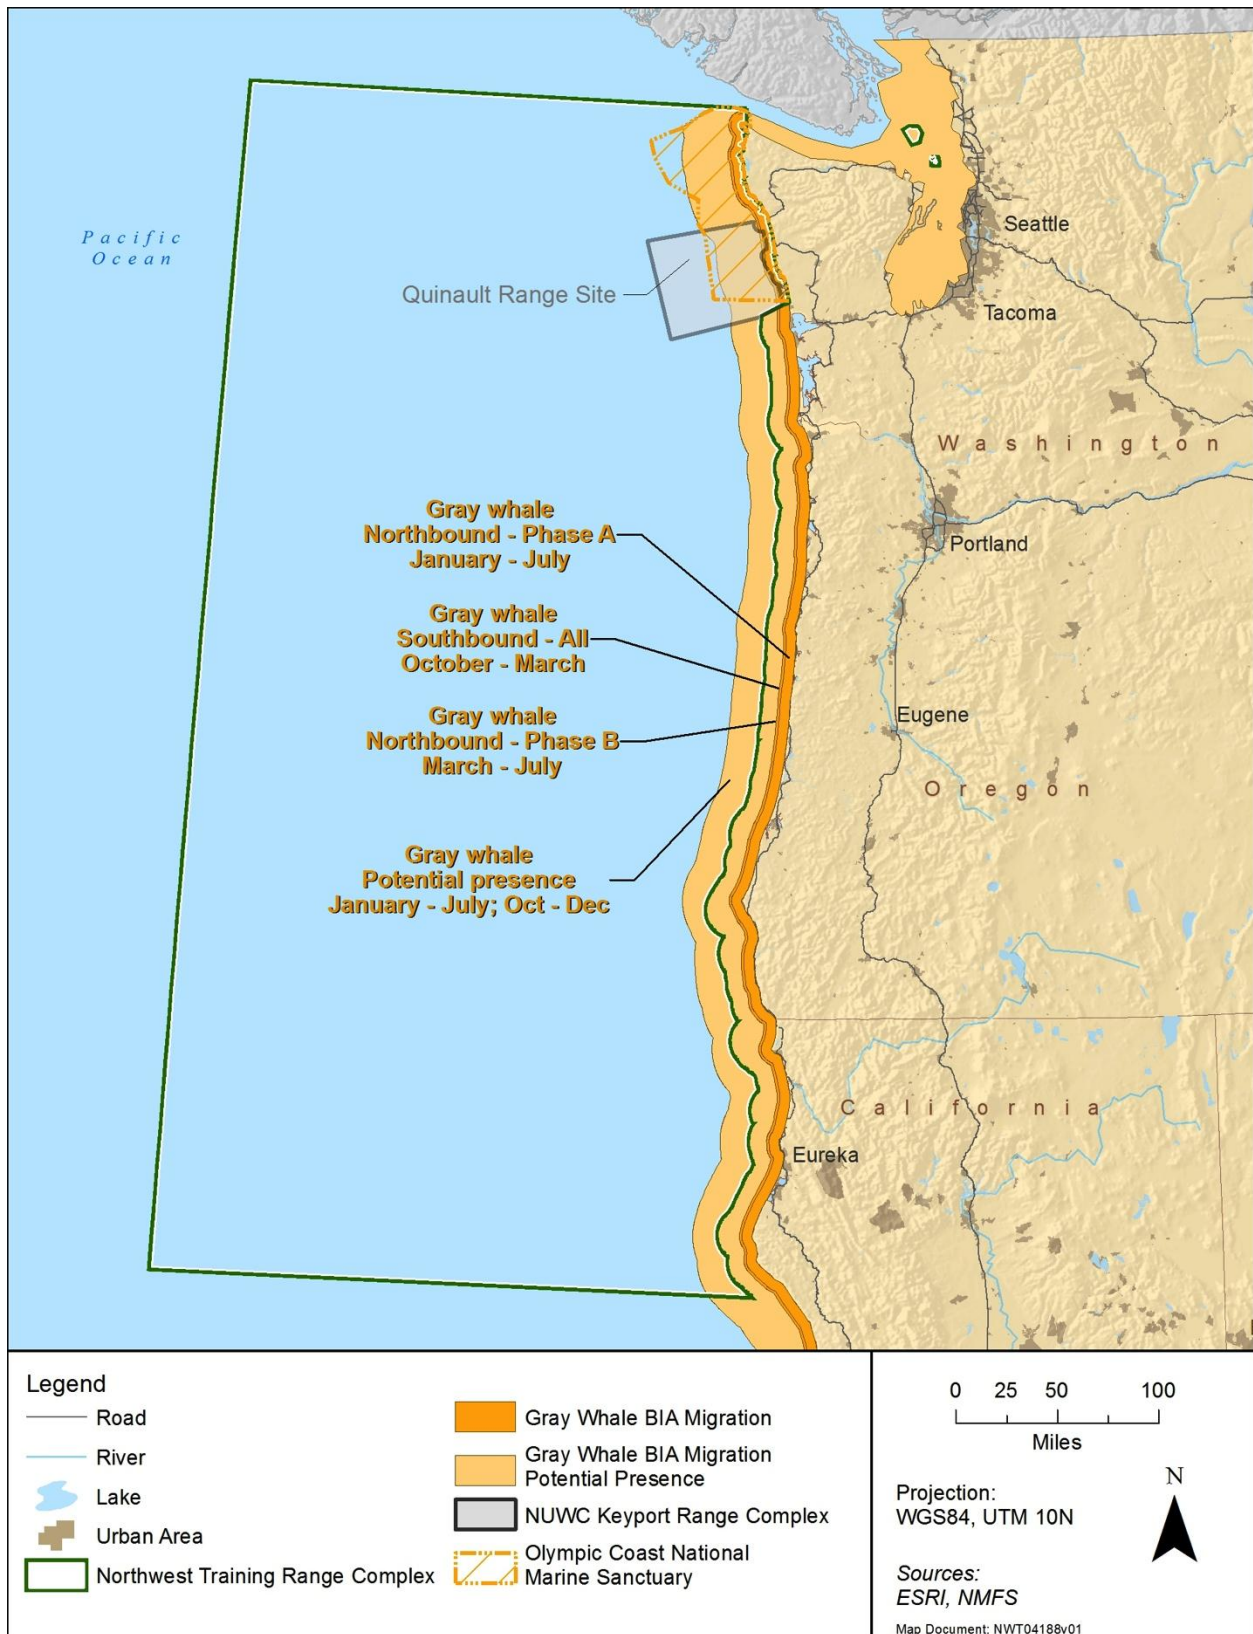 Pacific
Ocean
Quinault Range Site
Seattle
Tacoma
Washington
Portland
Gray whale
Northbound - Phase A
January - July
Gray whale
Southbound - All
October - March
Gray whale
Northbound - Phase B
March - July
Eugene
Oregon
Gray whale
Potential presence
January - July; Oct - Dec
California
Eureka
Legend
Road
River
Lake
Urban Area
Northwest Training Range Complex
Gray Whale BIA Migration
Gray Whale BIA Migration
Potential Presence
NUWC Keyport Range Complex
Olympic Coast National
Marine Sanctuary
0 25 50 100
Miles
N
Projection:
WGS84, UTM 10N
Sources:
ESRI, NMFS
Map Document: NWT04188v01